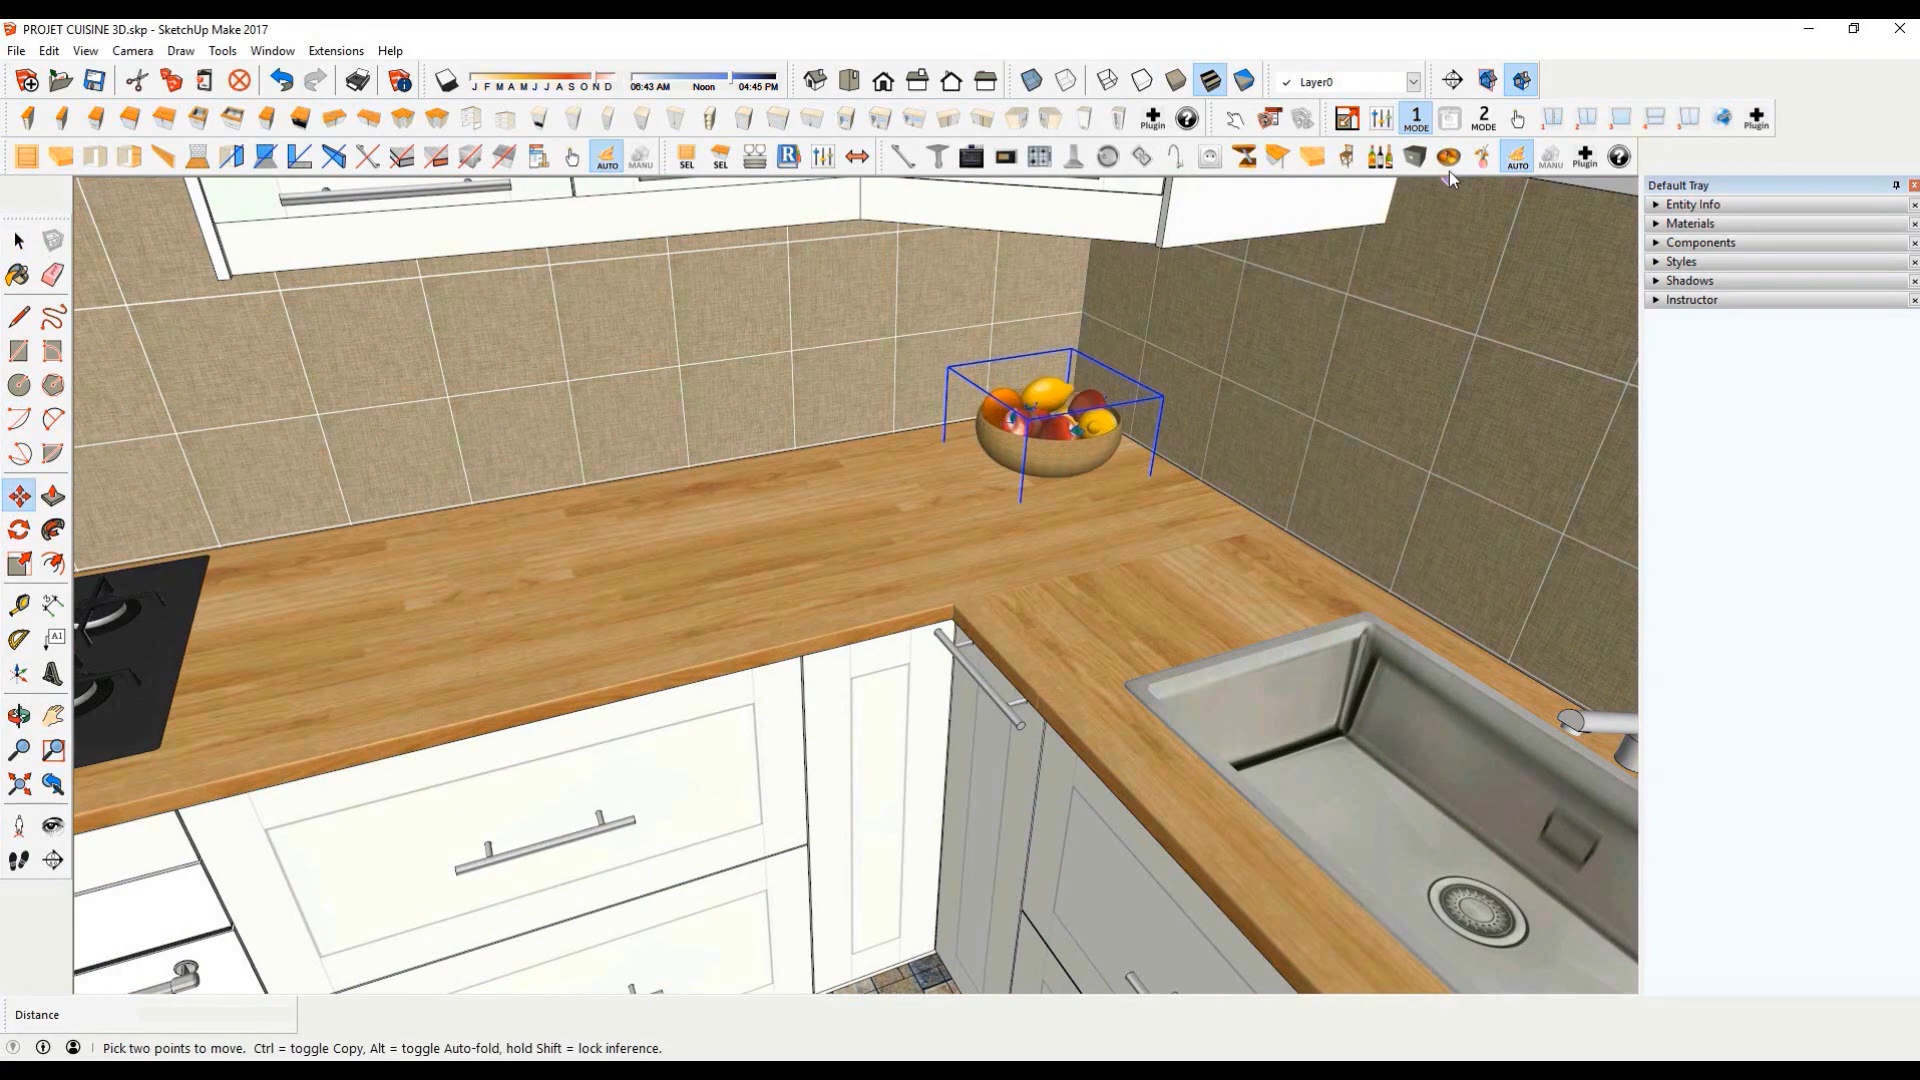 PROJET CUISINE 3D.skp - SketchUp Make 2017
File Edit View Camera Draw Tools Window Extensions Help
J F M A M J J A S O N D 06:43 AM Noon 04:45 PM
✓ Layer0
Plugin ? 1 MODE 2 MODE Plugin
AUTO MANU SEL SEL R AUTO MANU Plugin ?
Default Tray
Entity Info
Materials
Components
Styles
Shadows
Instructor
A1
Distance
Pick two points to move. Ctrl = toggle Copy, Alt = toggle Auto-fold, hold Shift = lock inference.